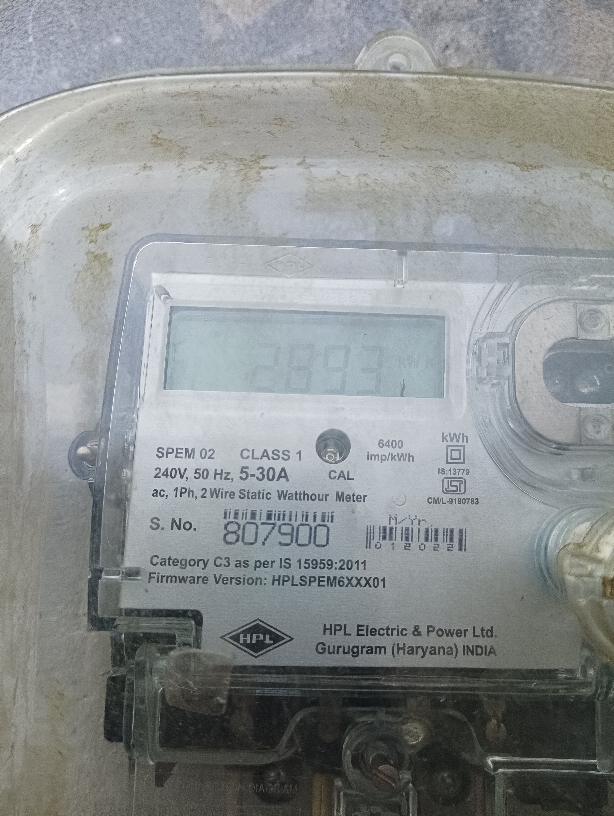 2893 kWh
SPEM 02 CLASS 1
CAL
6400
imp/kWh
kWh
IS:13779
240V, 50 Hz, 5-30A
ac, 1Ph, 2 Wire Static Watthour Meter
CM/L-9180783
S. No. 807900
M/Yr.
012022
Category C3 as per IS 15959:2011
Firmware Version: HPLSPEM6XXX01
HPL
HPL Electric & Power Ltd.
Gurugram (Haryana) INDIA
DIAGRAM